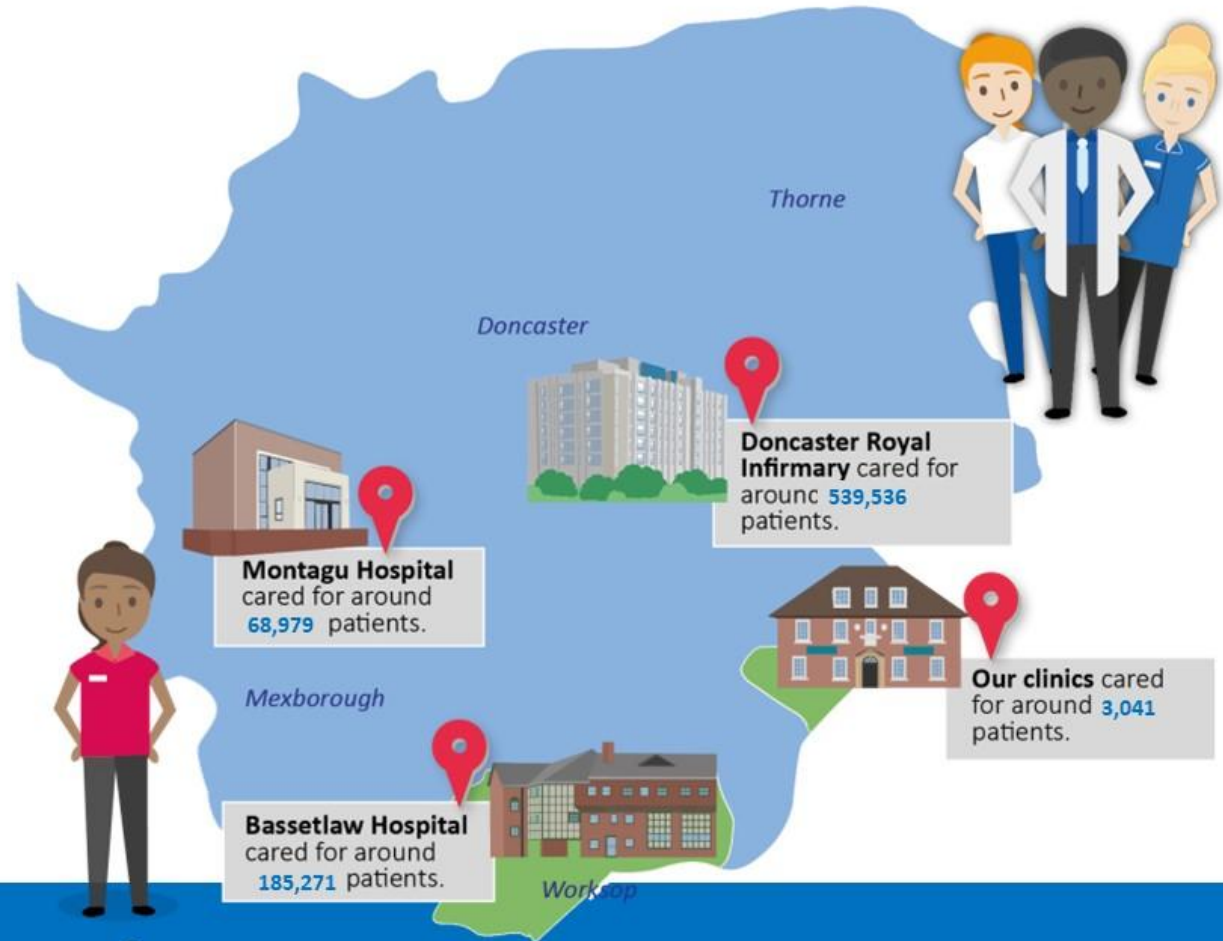 Thorne
Doncaster
Doncaster Royal
Infirmary cared for
arounc 539,536
patients.
Montagu Hospital
cared for around
68,979 patients.
Our clinics cared
for around 3,041
patients.
Mexborough
Bassetlaw Hospital
cared for around
185,271 patients.
Worksop